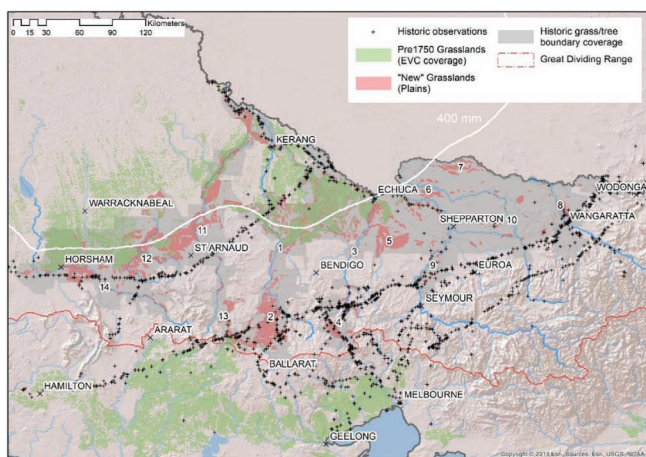 Kilometers
0 15 30 60 90 120
Historic observations
Pre1750 Grasslands
(EVC coverage)
"New" Grasslands
(Plains)
Historic grass/tree
boundary coverage
Great Dividing Range
400 mm
KERANG
7
ECHUCA
6
WODONGA
WARRACKNABEAL
8
SHEPPARTON
10
WANGARATTA
11
ST ARNAUD
1
3
5
12
HORSHAM
BENDIGO
9
EUROA
14
SEYMOUR
13
2
4
ARARAT
BALLARAT
HAMILTON
MELBOURNE
GEELONG
Copyright:© 2014 Esri, Sources: Esri, USGS, NOAA